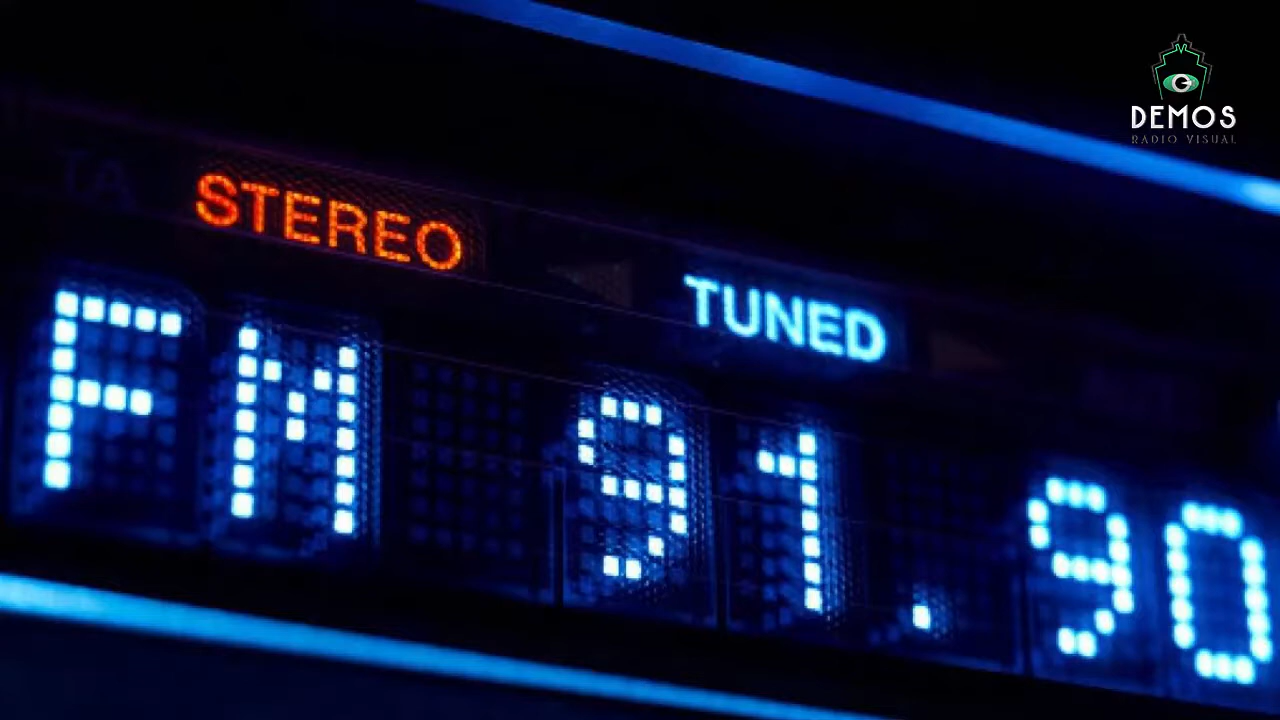 DEMOS
RADIO VISUAL
STEREO
TUNED
FM 91.90